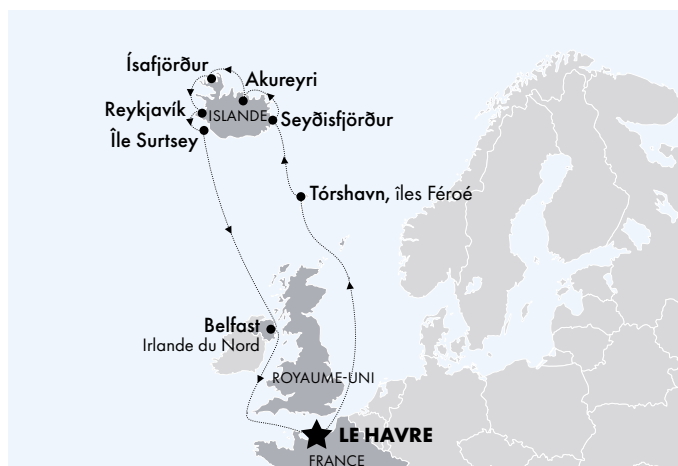 Ísafjörður
Akureyri
Reykjavík
ISLANDE
Seyðisfjörður
Île Surtsey
Tórshavn, îles Féroé
Belfast
Irlande du Nord
ROYAUME-UNI
LE HAVRE
FRANCE